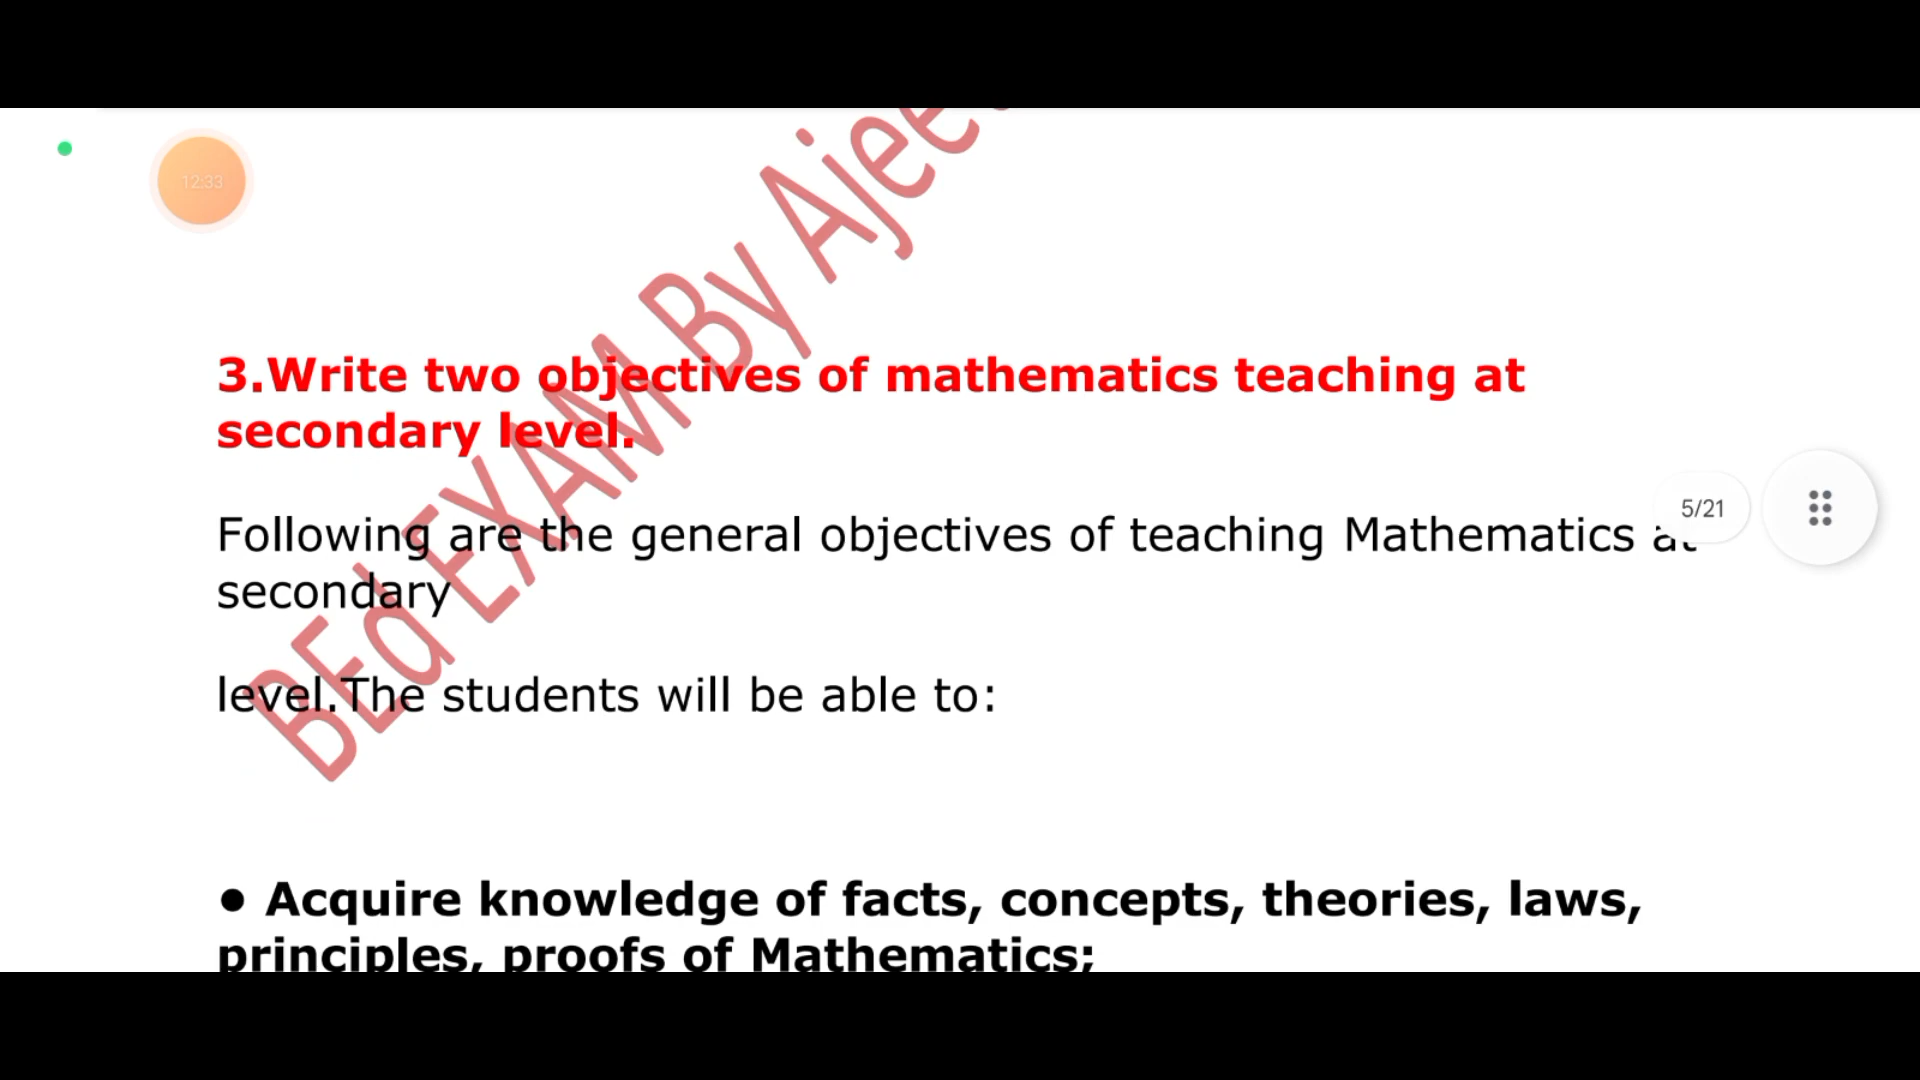 12:33
BEd EXAM By Ajee
3.Write two objectives of mathematics teaching at
secondary level.
5/21
Following are the general objectives of teaching Mathematics at
secondary
level.The students will be able to:
● Acquire knowledge of facts, concepts, theories, laws,
principles, proofs of Mathematics;